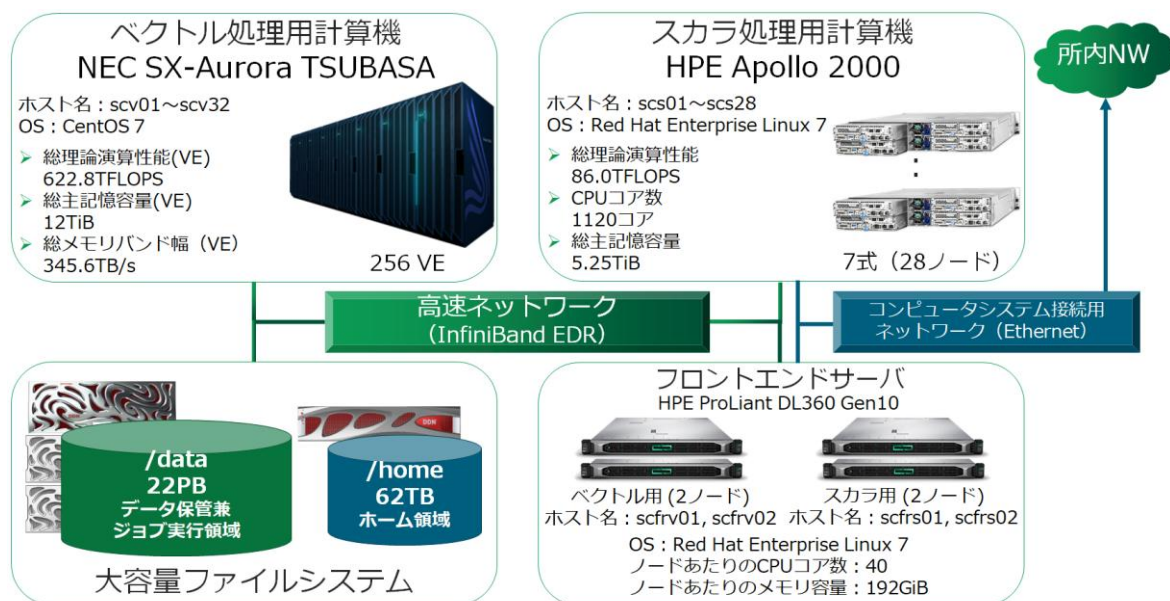 ベクトル処理用計算機
NEC SX-Aurora TSUBASA
ホスト名：scv01～scv32
OS：CentOS 7
➢ 総理論演算性能(VE)
622.8TFLOPS
➢ 総主記憶容量(VE)
12TiB
➢ 総メモリバンド幅（VE）
345.6TB/s
256 VE
スカラ処理用計算機
HPE Apollo 2000
ホスト名：scs01～scs28
OS：Red Hat Enterprise Linux 7
➢ 総理論演算性能
86.0TFLOPS
➢ CPUコア数
1120コア
➢ 総主記憶容量
5.25TiB
7式（28ノード）
所内NW
高速ネットワーク
（InfiniBand EDR）
コンピュータシステム接続用
ネットワーク（Ethernet）
DDN
/data
22PB
データ保管兼
ジョブ実行領域
/home
62TB
ホーム領域
大容量ファイルシステム
フロントエンドサーバ
HPE ProLiant DL360 Gen10
ベクトル用 (2ノード)
ホスト名：scfrv01, scfrv02
スカラ用 (2ノード)
ホスト名：scfrs01, scfrs02
OS：Red Hat Enterprise Linux 7
ノードあたりのCPUコア数：40
ノードあたりのメモリ容量：192GiB